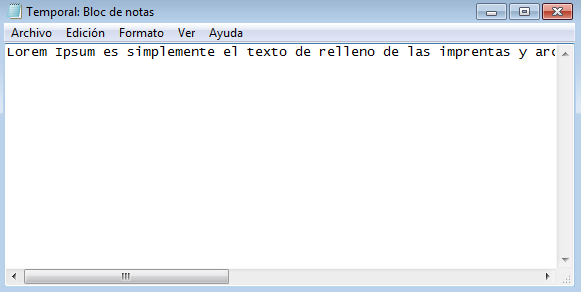 Temporal: Bloc de notas
Archivo Edición Formato Ver Ayuda
Lorem Ipsum es simplemente el texto de relleno de las imprentas y arc